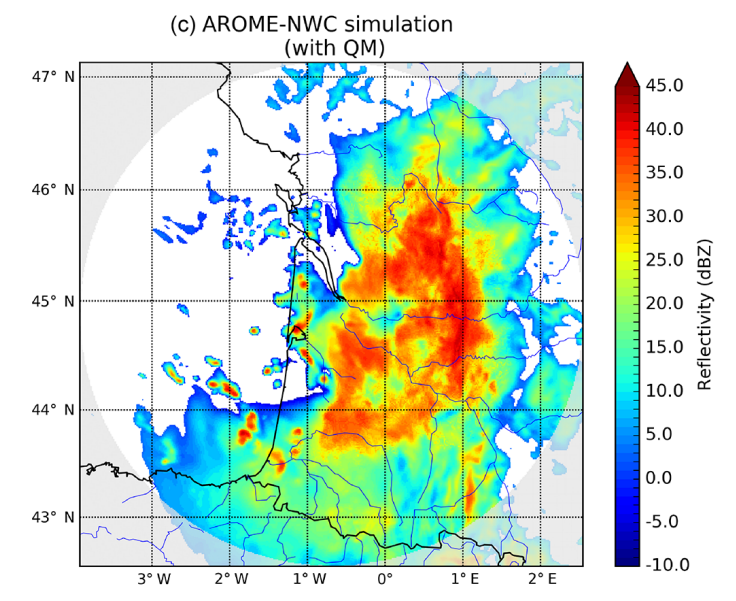 (c) AROME-NWC simulation
(with QM)
47° N
46° N
45° N
44° N
43° N
3° W
2° W
1° W
0°
1° E
2° E
45.0
40.0
35.0
30.0
25.0
20.0
15.0
10.0
5.0
0.0
-5.0
-10.0
Reflectivity (dBZ)